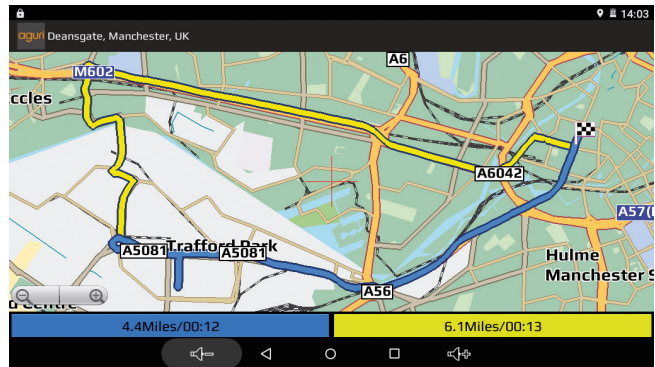 14:03
aguri Deansgate, Manchester, UK
A6
M602
ccles
A6042
A57(
A5081
Trafford Park
A5081
Hulme
Manchester S
A56
d Centre
4.4Miles/00:12
6.1Miles/00:13